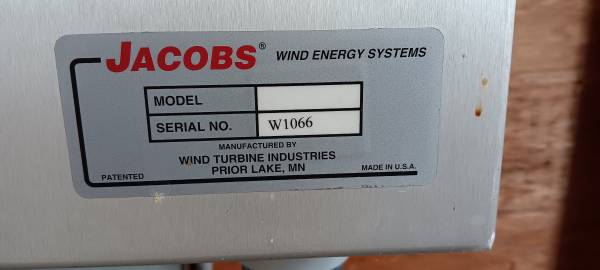 JACOBS® WIND ENERGY SYSTEMS
MODEL
SERIAL NO. W1066
MANUFACTURED BY
WIND TURBINE INDUSTRIES
PRIOR LAKE, MN
PATENTED MADE IN U.S.A.